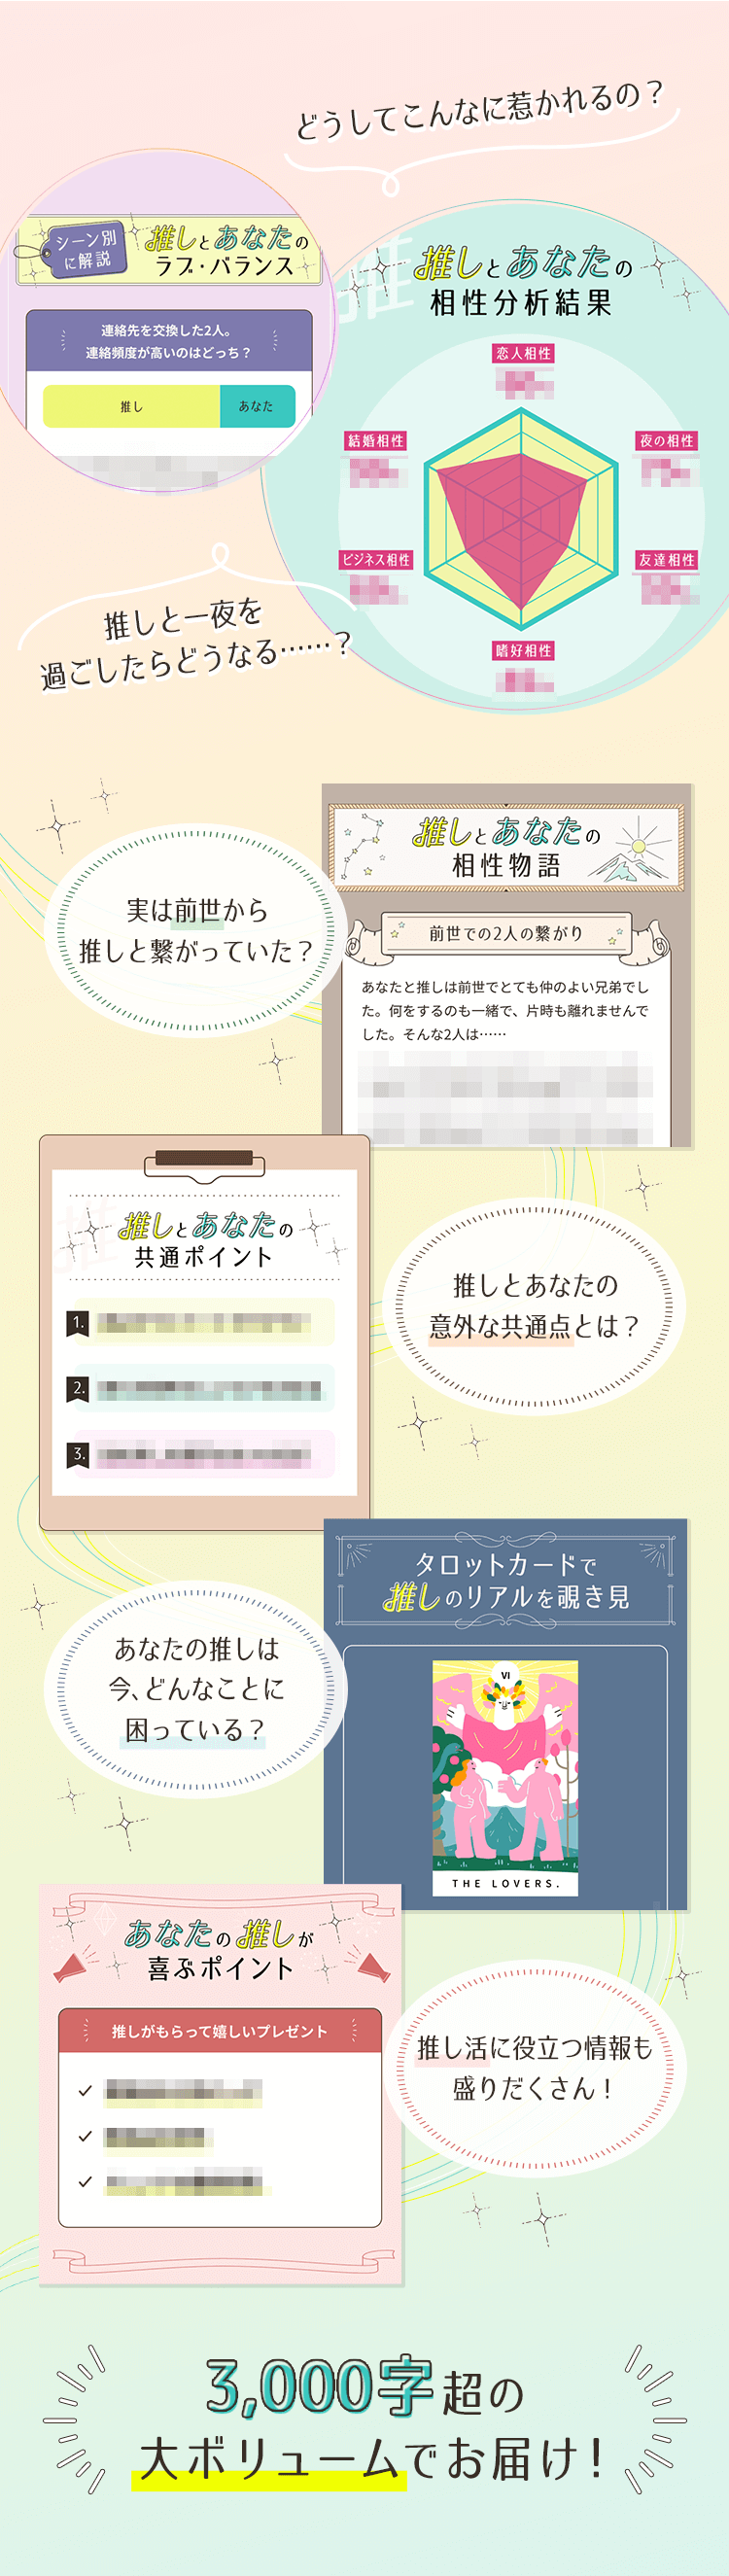 どうしてこんなに惹かれるの？
シーン別
に解説
推しとあなたの
ラブ・バランス
連絡先を交換した2人。
連絡頻度が高いのはどっち？
推し
あなた
推
推しとあなたの
相性分析結果
恋人相性
結婚相性
夜の相性
ビジネス相性
友達相性
嗜好相性
推しと一夜を
過ごしたらどうなる……？
実は前世から
推しと繋がっていた？
推しとあなたの
相性物語
前世での2人の繋がり
あなたと推しは前世でとても仲のよい兄弟でし
た。何をするのも一緒で、片時も離れませんで
した。そんな2人は……
推
推しとあなたの
共通ポイント
1.
2.
3.
推しとあなたの
意外な共通点とは？
あなたの推しは
今、どんなことに
困っている？
タロットカードで
推しのリアルを覗き見
VI
THE LOVERS.
あなたの推しが
喜ぶポイント
推しがもらって嬉しいプレゼント
推し活に役立つ情報も
盛りだくさん！
3,000字超の
大ボリュームでお届け！